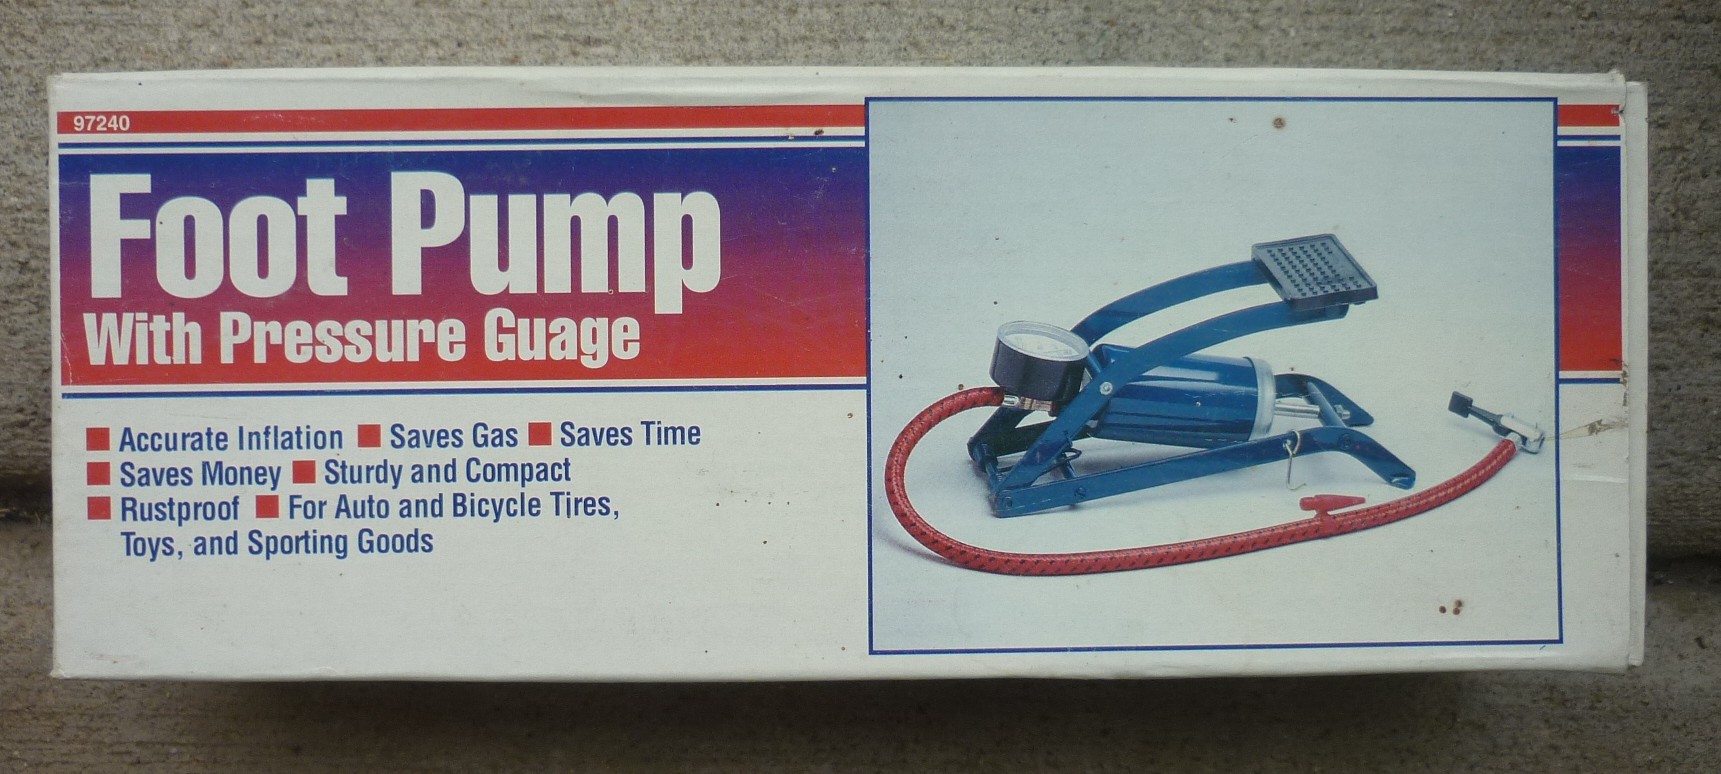 97240
Foot Pump
With Pressure Guage
■ Accurate Inflation ■ Saves Gas ■ Saves Time
■ Saves Money ■ Sturdy and Compact
■ Rustproof ■ For Auto and Bicycle Tires,
Toys, and Sporting Goods